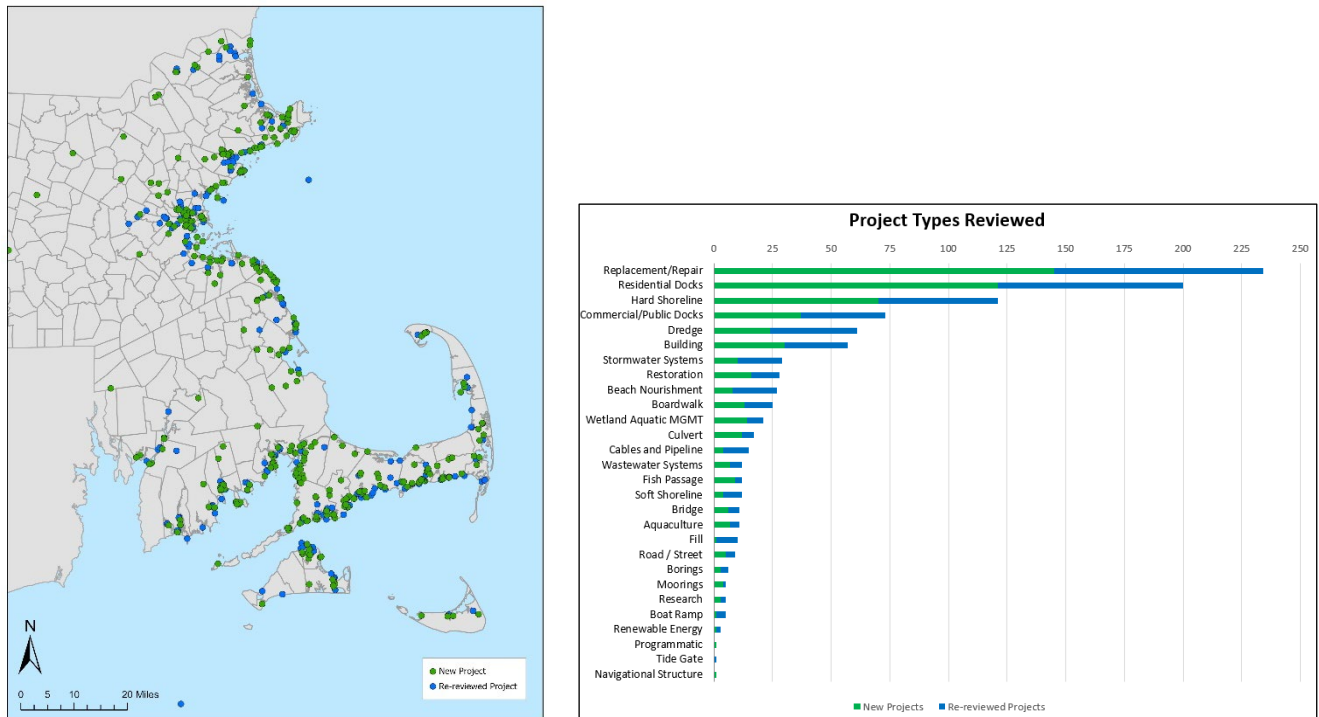 N
0 5 10 20 Miles
New Project
Re-reviewed Project
Project Types Reviewed
0 25 50 75 100 125 150 175 200 225 250
Replacement/Repair
Residential Docks
Hard Shoreline
Commercial/Public Docks
Dredge
Building
Stormwater Systems
Restoration
Beach Nourishment
Boardwalk
Wetland Aquatic MGMT
Culvert
Cables and Pipeline
Wastewater Systems
Fish Passage
Soft Shoreline
Bridge
Aquaculture
Fill
Road / Street
Borings
Moorings
Research
Boat Ramp
Renewable Energy
Programmatic
Tide Gate
Navigational Structure
New Projects Re-reviewed Projects